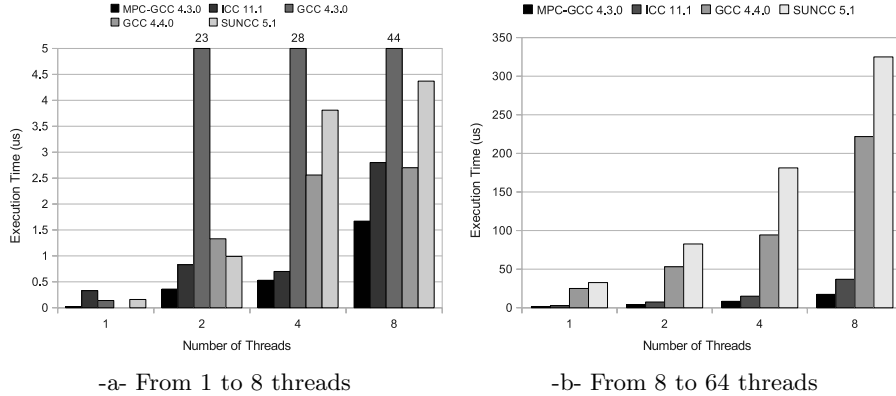 MPC-GCC 4.3.0 ICC 11.1 GCC 4.3.0
GCC 4.4.0 SUNCC 5.1
23 28 44
5
4.5
4
3.5
3
2.5
2
1.5
1
0.5
0
Execution Time (us)
1 2 4 8
Number of Threads
-a- From 1 to 8 threads
MPC-GCC 4.3.0 ICC 11.1 GCC 4.4.0 SUNCC 5.1
350
300
250
200
150
100
50
0
Execution Time (us)
1 2 4 8
Number of Threads
-b- From 8 to 64 threads